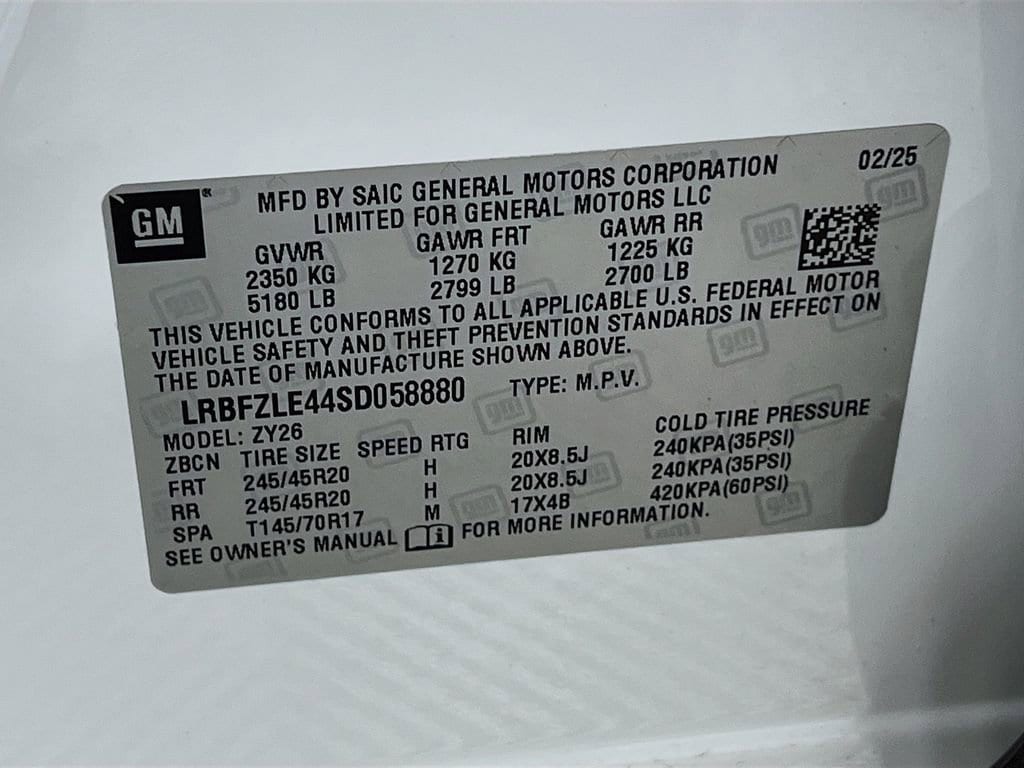 GM ®
MFD BY SAIC GENERAL MOTORS CORPORATION 02/25
LIMITED FOR GENERAL MOTORS LLC
GVWR GAWR FRT GAWR RR
2350 KG 1270 KG 1225 KG
5180 LB 2799 LB 2700 LB
THIS VEHICLE CONFORMS TO ALL APPLICABLE U.S. FEDERAL MOTOR
VEHICLE SAFETY AND THEFT PREVENTION STANDARDS IN EFFECT ON
THE DATE OF MANUFACTURE SHOWN ABOVE.
LRBFZLE44SD058880 TYPE: M.P.V.
MODEL: ZY26
ZBCN TIRE SIZE SPEED RTG RIM COLD TIRE PRESSURE
FRT 245/45R20 H 20X8.5J 240KPA(35PSI)
RR 245/45R20 H 20X8.5J 240KPA(35PSI)
SPA T145/70R17 M 17X4B 420KPA(60PSI)
SEE OWNER'S MANUAL i FOR MORE INFORMATION.